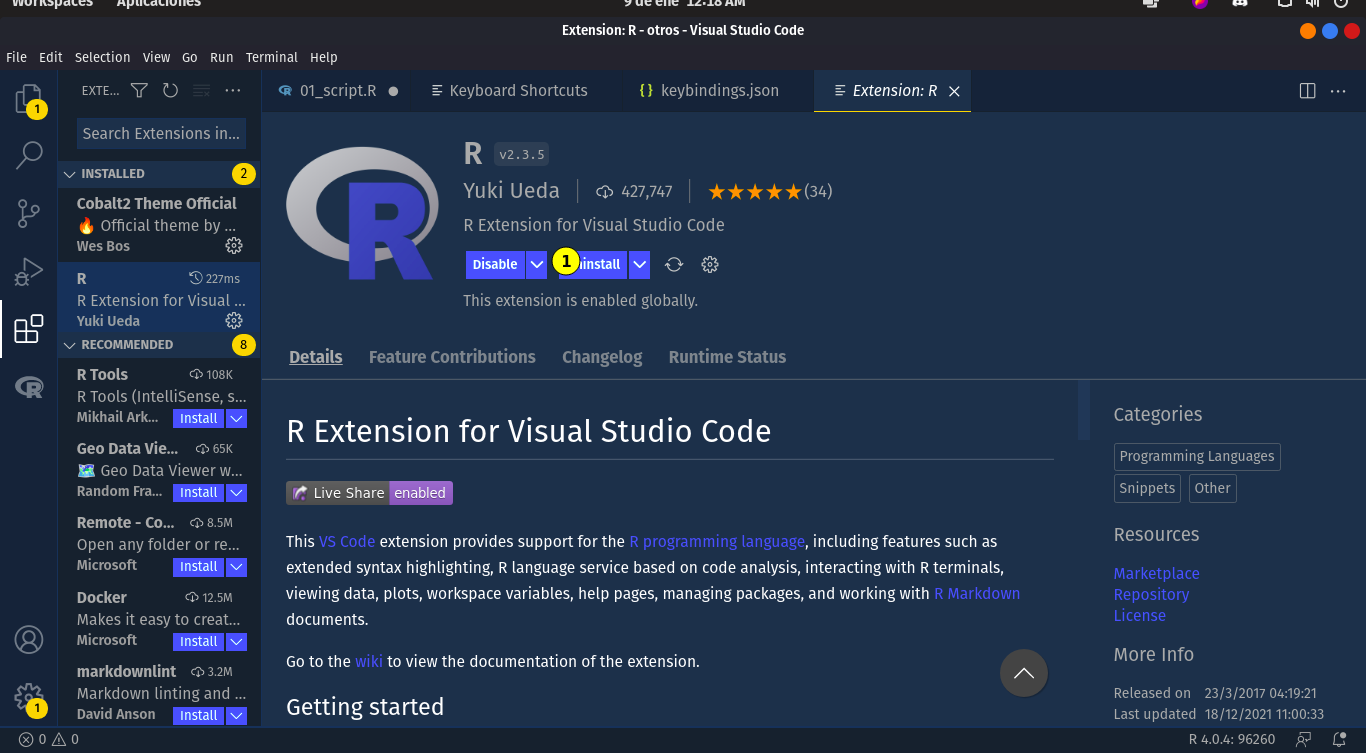 Workspaces Aplicaciones 9 de ene 12:18 AM
Extension: R - otros - Visual Studio Code
File Edit Selection View Go Run Terminal Help
EXTE...
1
Search Extensions in...
INSTALLED 2
Cobalt2 Theme Official
🔥 Official theme by ...
Wes Bos
R 227ms
R Extension for Visual ...
Yuki Ueda
RECOMMENDED 8
R Tools 108K
R Tools (IntelliSense, s...
Mikhail Ark... Install
Geo Data Vie... 65K
🗺️ Geo Data Viewer w...
Random Fra... Install
Remote - Co... 8.5M
Open any folder or re...
Microsoft Install
Docker 12.5M
Makes it easy to creat...
Microsoft Install
markdownlint 3.2M
Markdown linting and ...
David Anson Install
1
01_script.R Keyboard Shortcuts {} keybindings.json Extension: R
R
R v2.3.5
Yuki Ueda 427,747 ★★★★★(34)
R Extension for Visual Studio Code
Disable 1 install
This extension is enabled globally.
Details Feature Contributions Changelog Runtime Status
R Extension for Visual Studio Code
Live Share enabled
This VS Code extension provides support for the R programming language, including features such as
extended syntax highlighting, R language service based on code analysis, interacting with R terminals,
viewing data, plots, workspace variables, help pages, managing packages, and working with R Markdown
documents.
Go to the wiki to view the documentation of the extension.
Getting started
Categories
Programming Languages
Snippets Other
Resources
Marketplace
Repository
License
More Info
Released on 23/3/2017 04:19:21
Last updated 18/12/2021 11:00:33
0 0 R 4.0.4: 96260